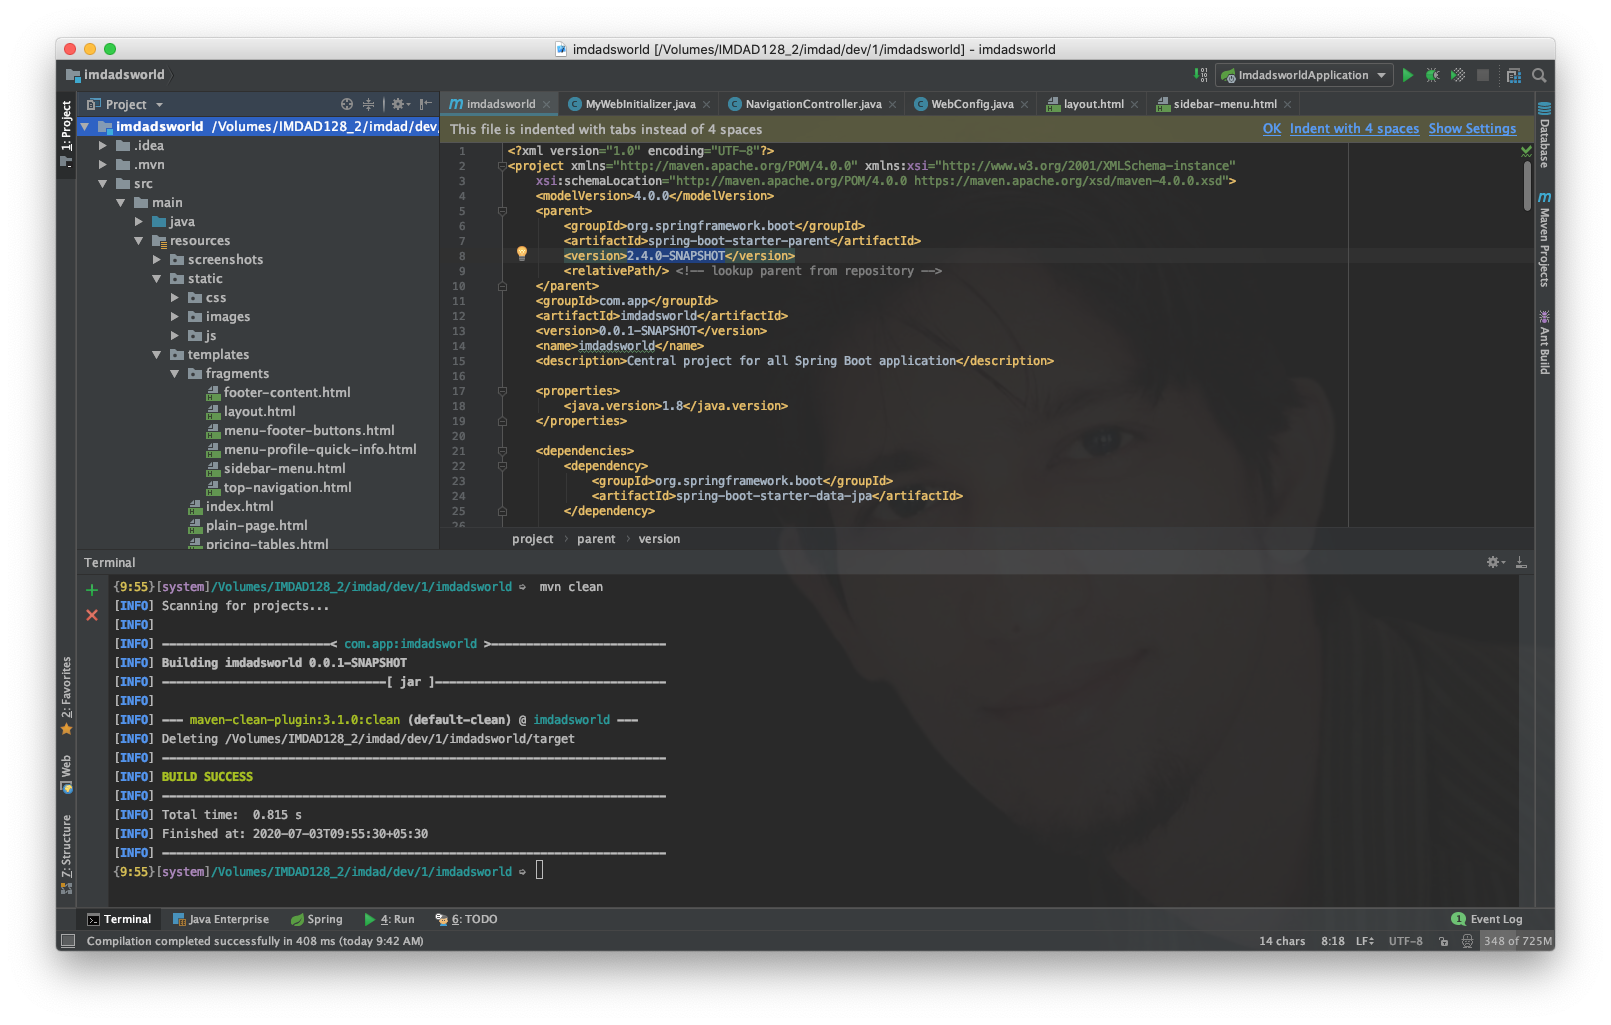 imdadsworld [/Volumes/IMDAD128_2/imdad/dev/1/imdadsworld] - imdadsworld
imdadsworld
ImdadsworldApplication
1: Project
Project
imdadsworld /Volumes/IMDAD128_2/imdad/dev/
.idea
.mvn
src
main
java
resources
screenshots
static
css
images
js
templates
fragments
footer-content.html
layout.html
menu-footer-buttons.html
menu-profile-quick-info.html
sidebar-menu.html
top-navigation.html
index.html
plain-page.html
pricing-tables.html
imdadsworld
MyWebInitializer.java
NavigationController.java
WebConfig.java
layout.html
sidebar-menu.html
This file is indented with tabs instead of 4 spaces
OK Indent with 4 spaces Show Settings
1 <?xml version="1.0" encoding="UTF-8"?>
2 <project xmlns="http://maven.apache.org/POM/4.0.0" xmlns:xsi="http://www.w3.org/2001/XMLSchema-instance"
3 xsi:schemaLocation="http://maven.apache.org/POM/4.0.0 https://maven.apache.org/xsd/maven-4.0.0.xsd">
4 <modelVersion>4.0.0</modelVersion>
5 <parent>
6 <groupId>org.springframework.boot</groupId>
7 <artifactId>spring-boot-starter-parent</artifactId>
8 <version>2.4.0-SNAPSHOT</version>
9 <relativePath/> <!-- lookup parent from repository -->
10 </parent>
11 <groupId>com.app</groupId>
12 <artifactId>imdadsworld</artifactId>
13 <version>0.0.1-SNAPSHOT</version>
14 <name>imdadsworld</name>
15 <description>Central project for all Spring Boot application</description>
16
17 <properties>
18 <java.version>1.8</java.version>
19 </properties>
20
21 <dependencies>
22 <dependency>
23 <groupId>org.springframework.boot</groupId>
24 <artifactId>spring-boot-starter-data-jpa</artifactId>
25 </dependency>
26
project › parent › version
Database
Maven Projects
Ant Build
Terminal
{9:55}[system]/Volumes/IMDAD128_2/imdad/dev/1/imdadsworld ➭ mvn clean
[INFO] Scanning for projects...
[INFO]
[INFO] ------------------------< com.app:imdadsworld >-------------------------
[INFO] Building imdadsworld 0.0.1-SNAPSHOT
[INFO] --------------------------------[ jar ]---------------------------------
[INFO]
[INFO] --- maven-clean-plugin:3.1.0:clean (default-clean) @ imdadsworld ---
[INFO] Deleting /Volumes/IMDAD128_2/imdad/dev/1/imdadsworld/target
[INFO] ------------------------------------------------------------------------
[INFO] BUILD SUCCESS
[INFO] ------------------------------------------------------------------------
[INFO] Total time:  0.815 s
[INFO] Finished at: 2020-07-03T09:55:30+05:30
[INFO] ------------------------------------------------------------------------
{9:55}[system]/Volumes/IMDAD128_2/imdad/dev/1/imdadsworld ➭
2: Favorites
Web
Z: Structure
Terminal
Java Enterprise
Spring
4: Run
6: TODO
1 Event Log
Compilation completed successfully in 408 ms (today 9:42 AM)
14 chars 8:18 LF UTF-8 348 of 725M